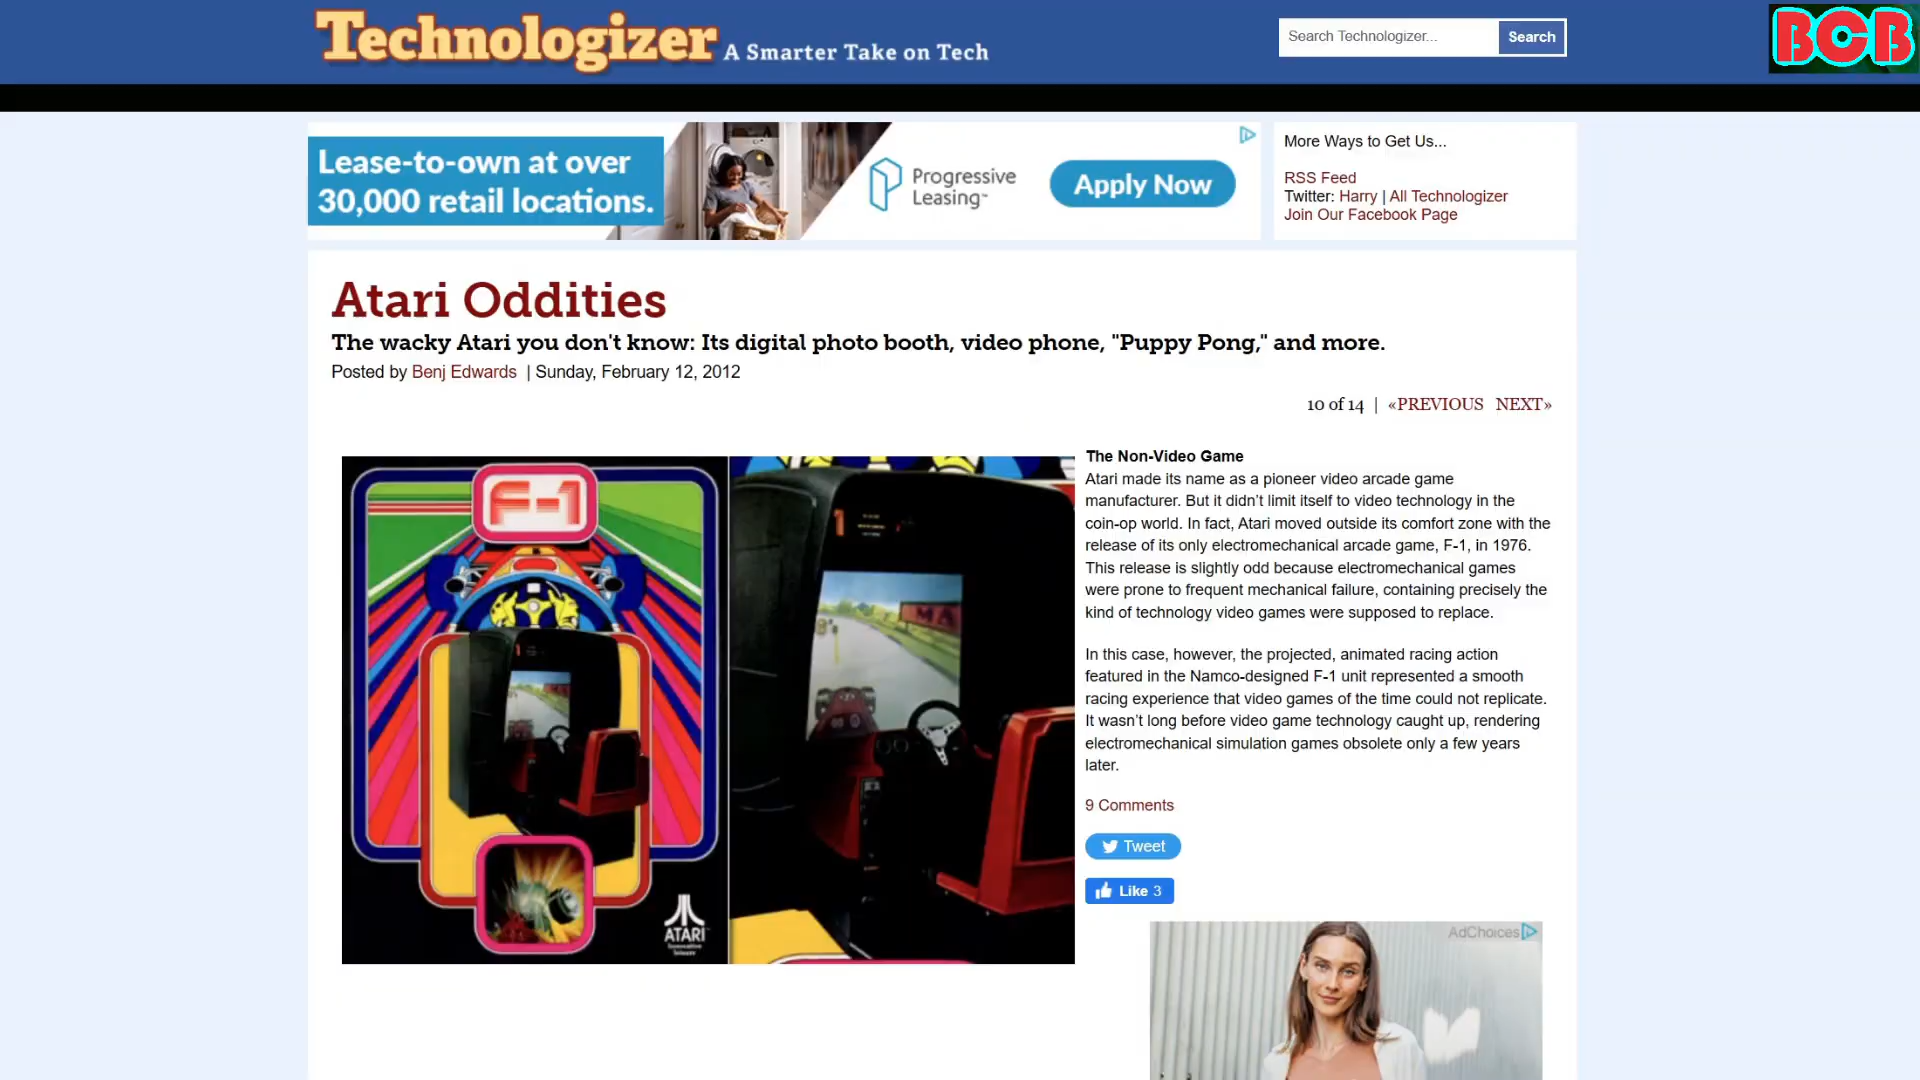 Technologizer A Smarter Take on Tech
Search Technologizer...
Search
BCB
Lease-to-own at over
30,000 retail locations.
Progressive
Leasing
Apply Now
More Ways to Get Us...
RSS Feed
Twitter: Harry | All Technologizer
Join Our Facebook Page
Atari Oddities
The wacky Atari you don't know: Its digital photo booth, video phone, "Puppy Pong," and more.
Posted by Benj Edwards | Sunday, February 12, 2012
10 of 14 | «PREVIOUS NEXT»
F-1
ATARI
The Non-Video Game
Atari made its name as a pioneer video arcade game
manufacturer. But it didn’t limit itself to video technology in the
coin-op world. In fact, Atari moved outside its comfort zone with the
release of its only electromechanical arcade game, F-1, in 1976.
This release is slightly odd because electromechanical games
were prone to frequent mechanical failure, containing precisely the
kind of technology video games were supposed to replace.
In this case, however, the projected, animated racing action
featured in the Namco-designed F-1 unit represented a smooth
racing experience that video games of the time could not replicate.
It wasn’t long before video game technology caught up, rendering
electromechanical simulation games obsolete only a few years
later.
9 Comments
Tweet
Like 3
AdChoices